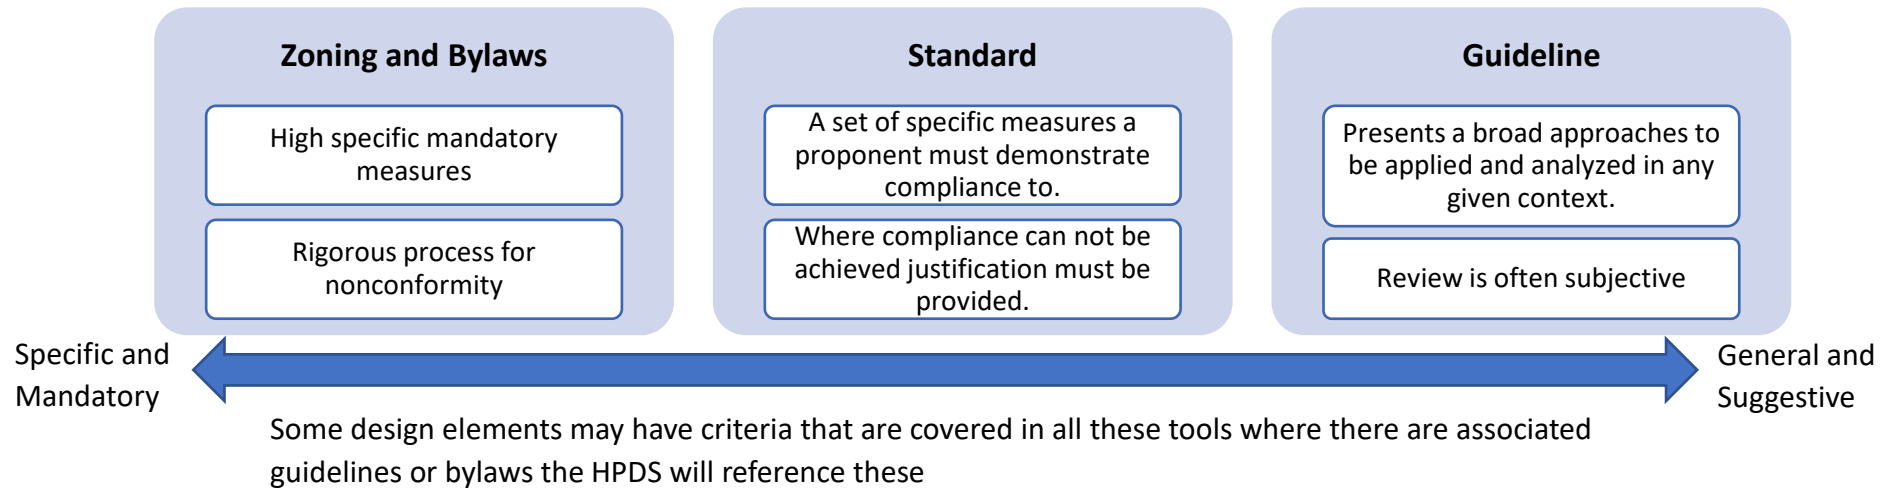 Zoning and Bylaws
High specific mandatory
measures
Rigorous process for
nonconformity
Standard
A set of specific measures a
proponent must demonstrate
compliance to.
Where compliance can not be
achieved justification must be
provided.
Guideline
Presents a broad approaches to
be applied and analyzed in any
given context.
Review is often subjective
Specific and
Mandatory
General and
Suggestive
Some design elements may have criteria that are covered in all these tools where there are associated
guidelines or bylaws the HPDS will reference these